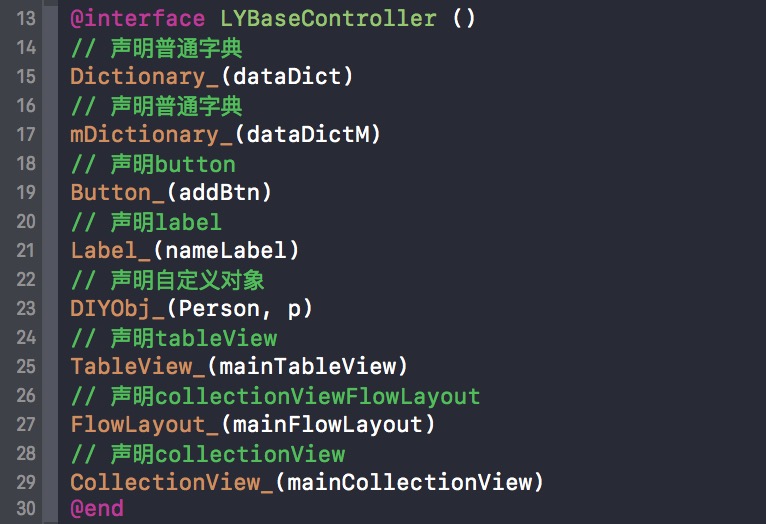 13 @interface LYBaseController ()
14 // 声明普通字典
15 Dictionary_(dataDict)
16 // 声明普通字典
17 mDictionary_(dataDictM)
18 // 声明button
19 Button_(addBtn)
20 // 声明label
21 Label_(nameLabel)
22 // 声明自定义对象
23 DIYObj_(Person, p)
24 // 声明tableView
25 TableView_(mainTableView)
26 // 声明collectionViewFlowLayout
27 FlowLayout_(mainFlowLayout)
28 // 声明collectionView
29 CollectionView_(mainCollectionView)
30 @end